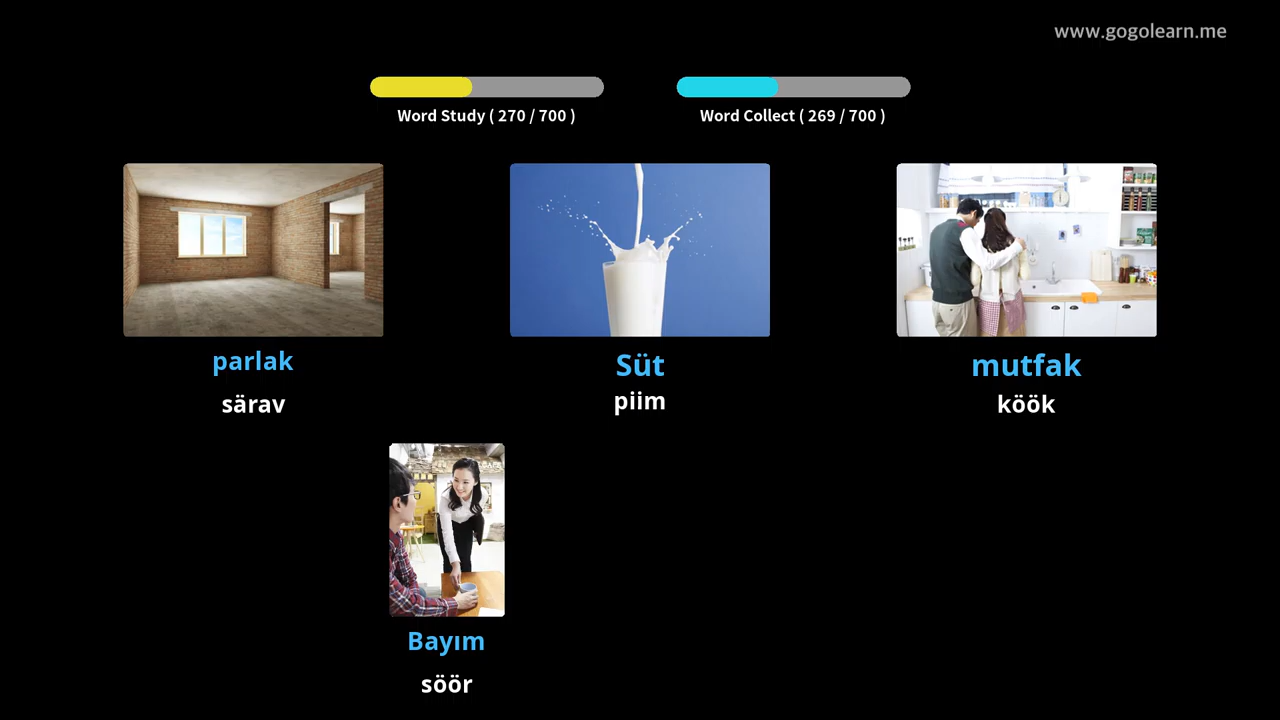 www.gogolearn.me
Word Study ( 270 / 700 )
Word Collect ( 269 / 700 )
parlak
särav
Süt
piim
mutfak
köök
Bayım
söör